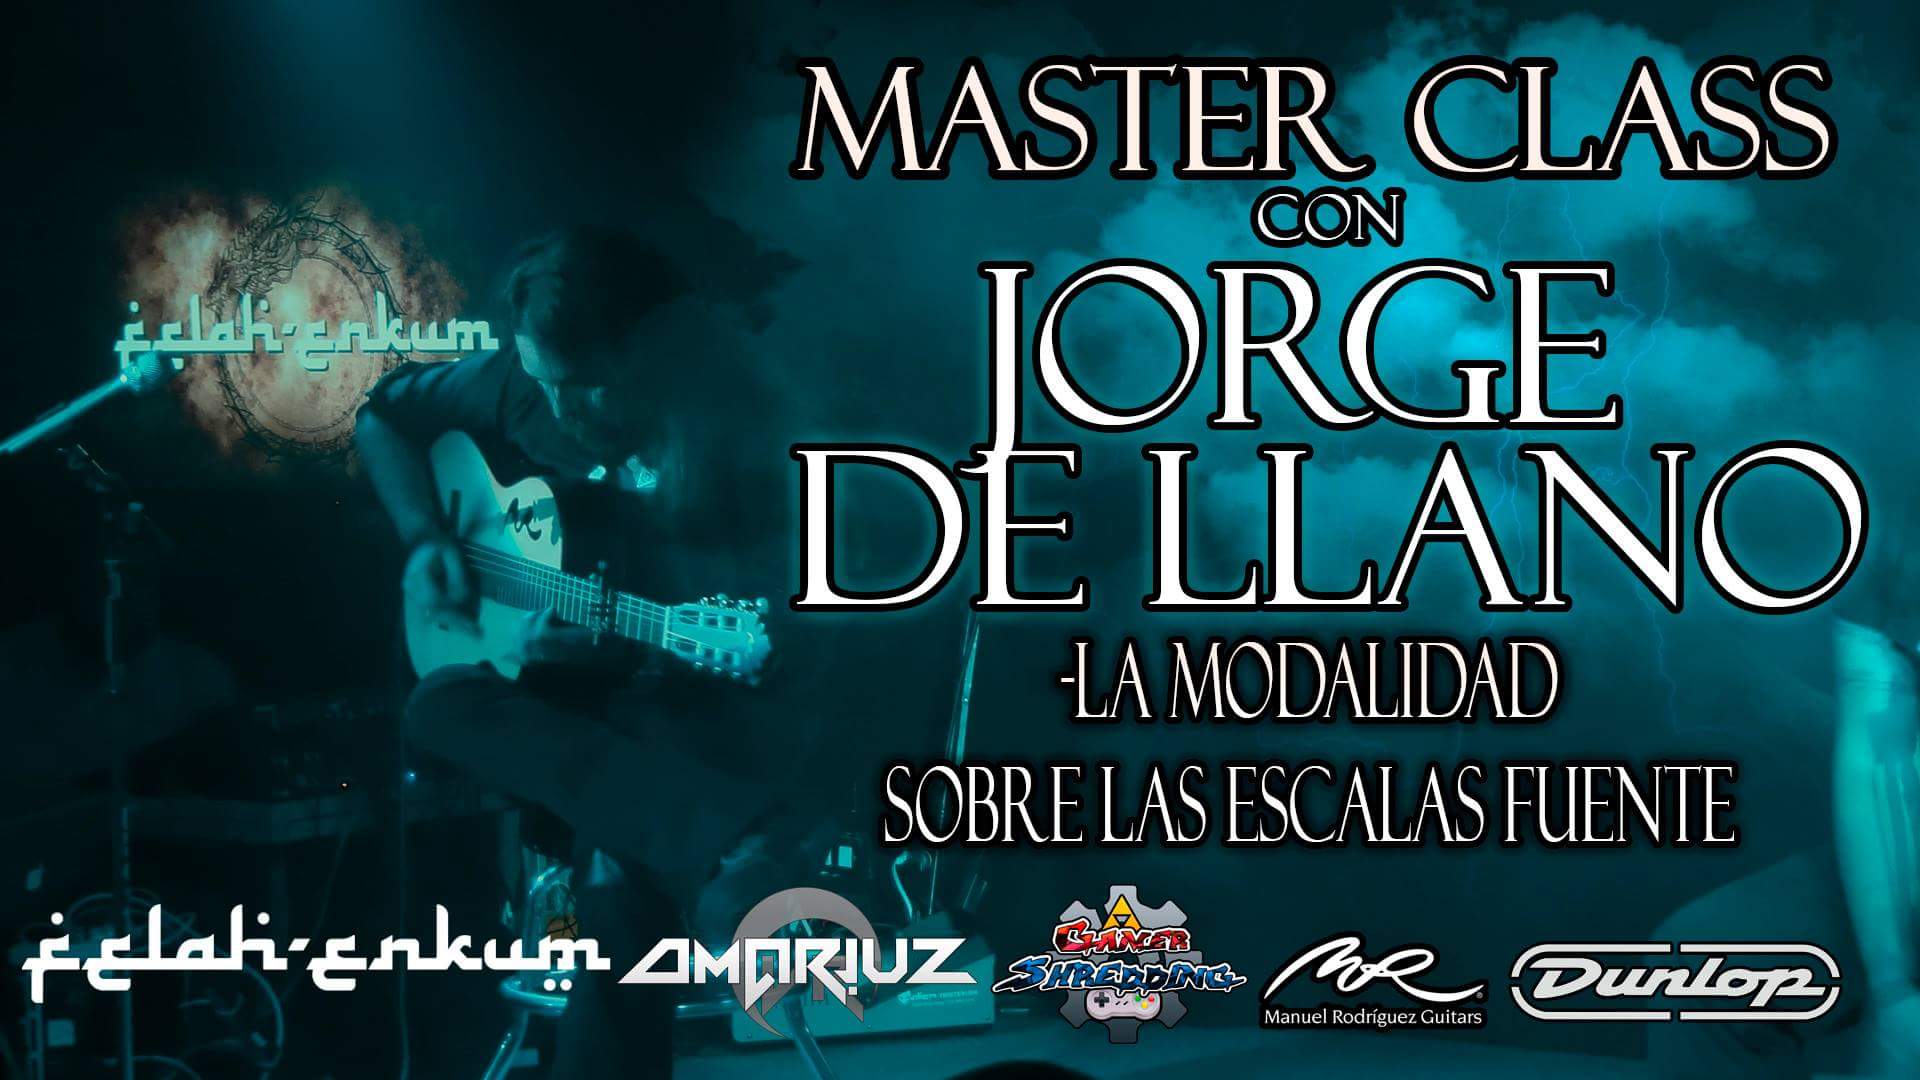 MASTER CLASS
CON
JORGE
DE LLANO
-LA MODALIDAD
SOBRE LAS ESCALAS FUENTE
Felah-Enkum
Felah-Enkum
AMARIUZ
GAMER
SHREDDING
MR
Manuel Rodríguez Guitars
DUNLOP